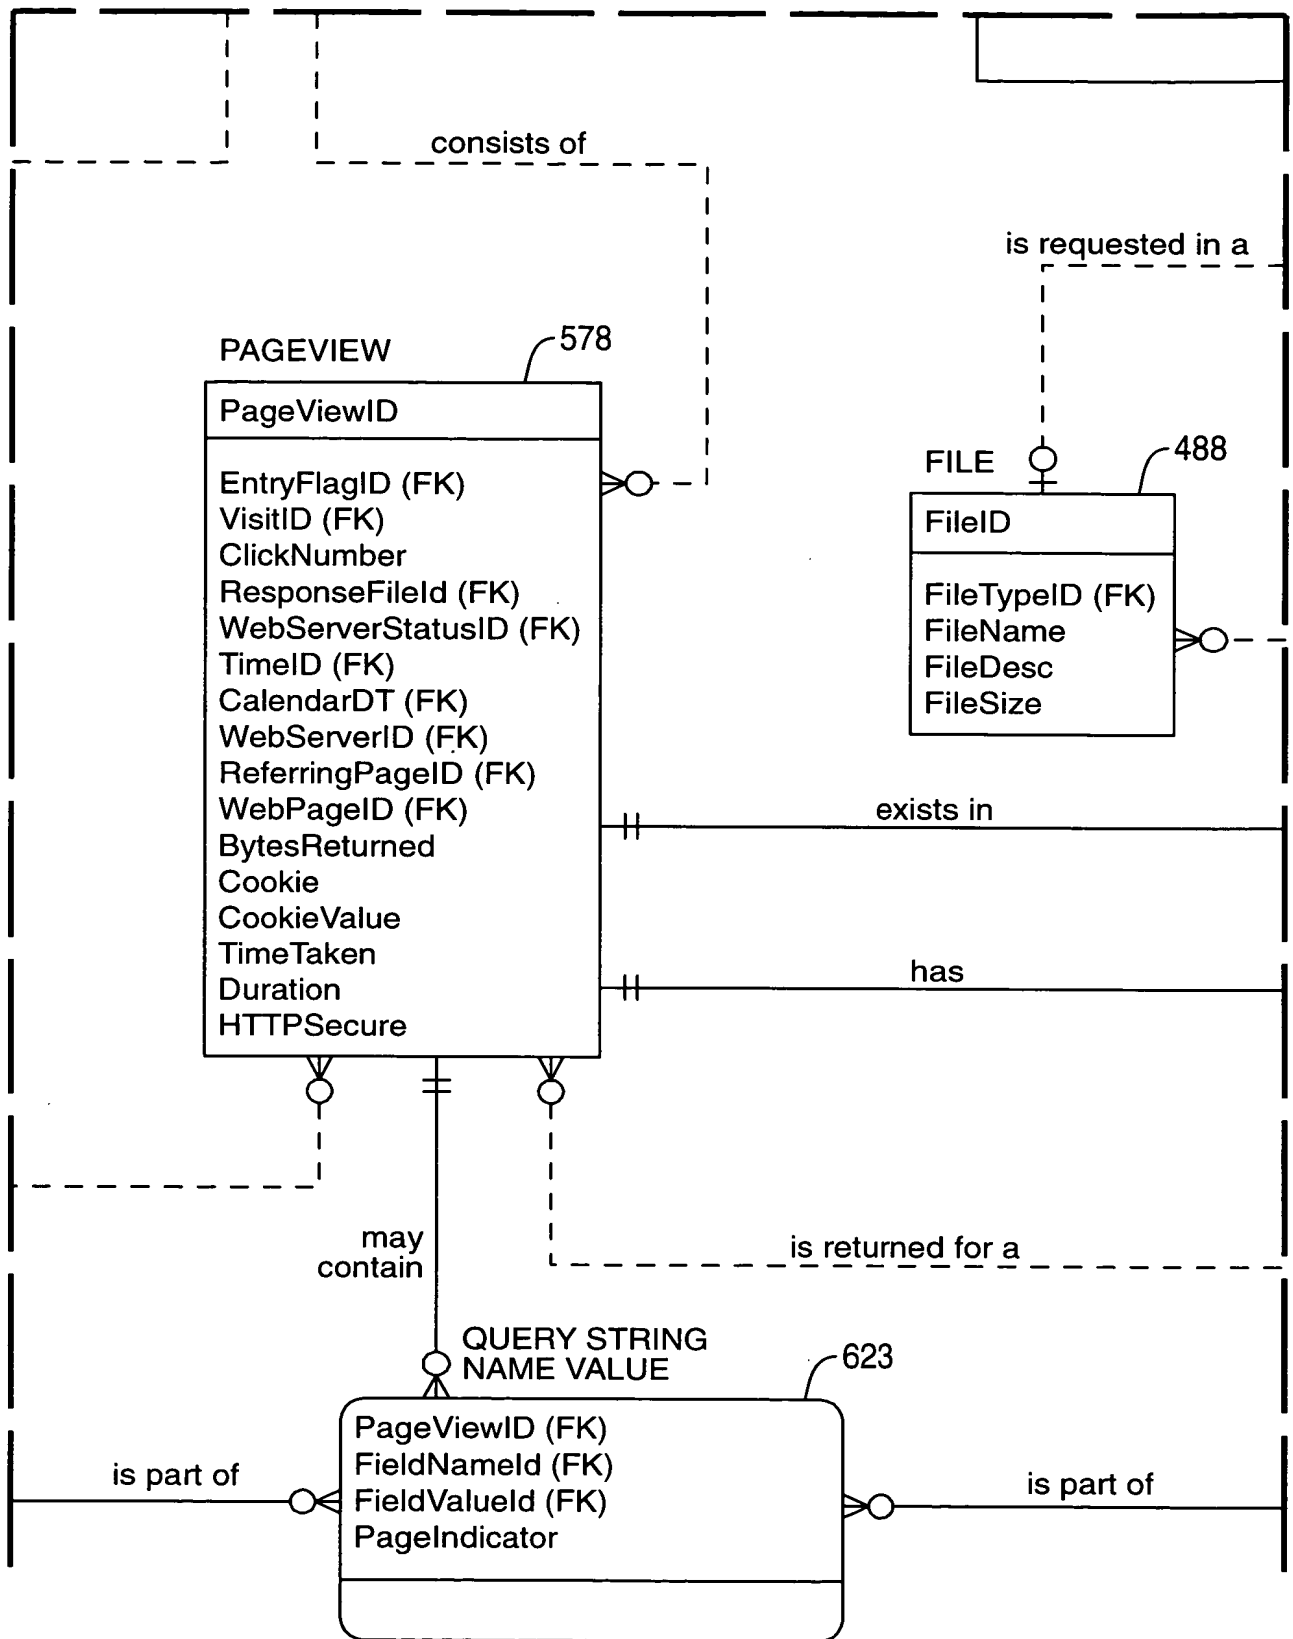 consists of
is requested in a
PAGEVIEW
578
PageViewID
EntryFlagID (FK)
VisitID (FK)
ClickNumber
ResponseFileId (FK)
WebServerStatusID (FK)
TimeID (FK)
CalendarDT (FK)
WebServerID (FK)
ReferringPageID (FK)
WebPageID (FK)
BytesReturned
Cookie
CookieValue
TimeTaken
Duration
HTTPSecure
FILE
488
FileID
FileTypeID (FK)
FileName
FileDesc
FileSize
exists in
has
may
contain
is returned for a
QUERY STRING
NAME VALUE
623
PageViewID (FK)
FieldNameId (FK)
FieldValueId (FK)
PageIndicator
is part of
is part of